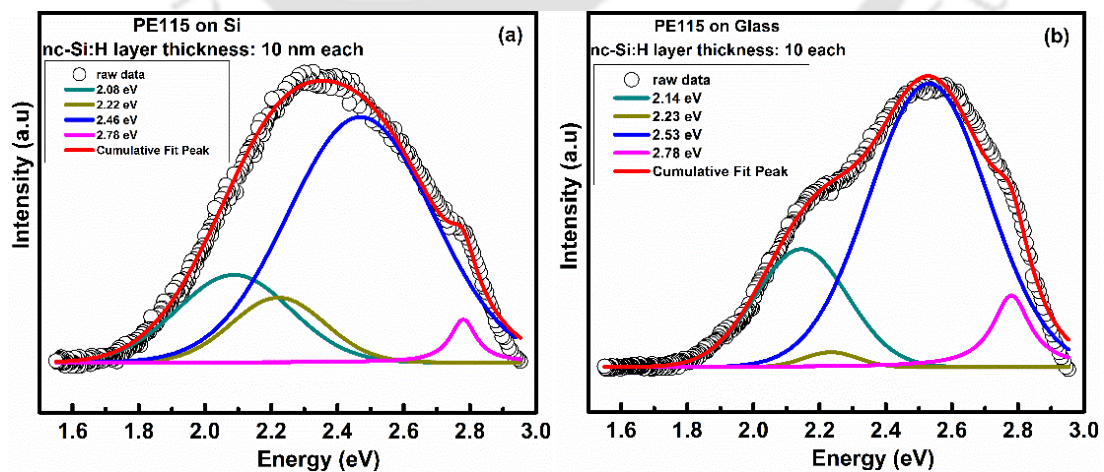 PE115 on Si
(a)
nc-Si:H layer thickness: 10 nm each
raw data
2.08 eV
2.22 eV
2.46 eV
2.78 eV
Cumulative Fit Peak
Intensity (a.u)
1.6 1.8 2.0 2.2 2.4 2.6 2.8 3.0
Energy (eV)
PE115 on Glass
(b)
nc-Si:H layer thickness: 10 each
raw data
2.14 eV
2.23 eV
2.53 eV
2.78 eV
Cumulative Fit Peak
Intensity (a.u)
1.6 1.8 2.0 2.2 2.4 2.6 2.8 3.0
Energy (eV)